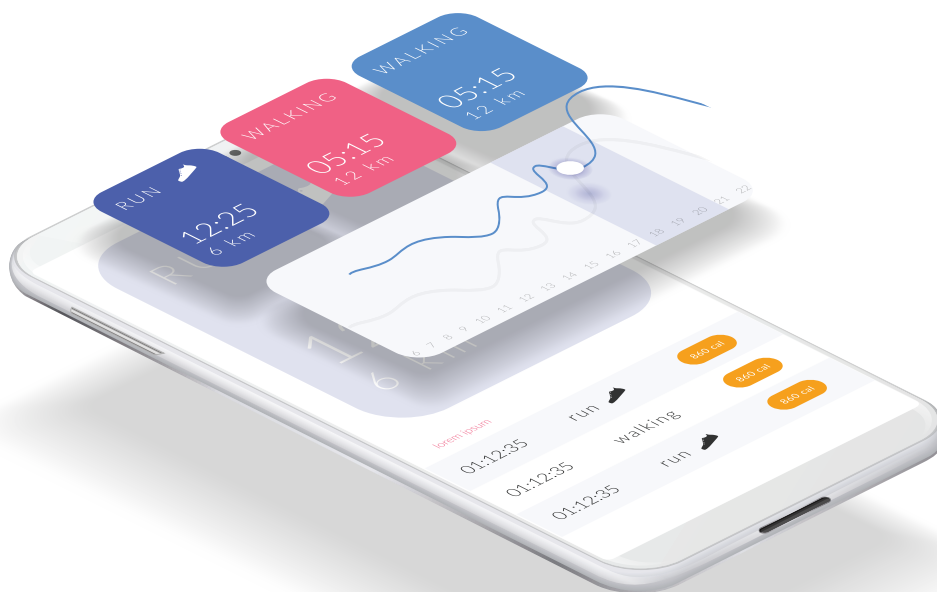 WALKING
05:15
12 km
WALKING
05:15
12 km
RUN
12:25
6 km
6 7 8 9 10 11 12 13 14 15 16 17 18 19 20 21 22
lorem ipsum
01:12:35 run 860 cal
01:12:35 walking 860 cal
01:12:35 run 860 cal